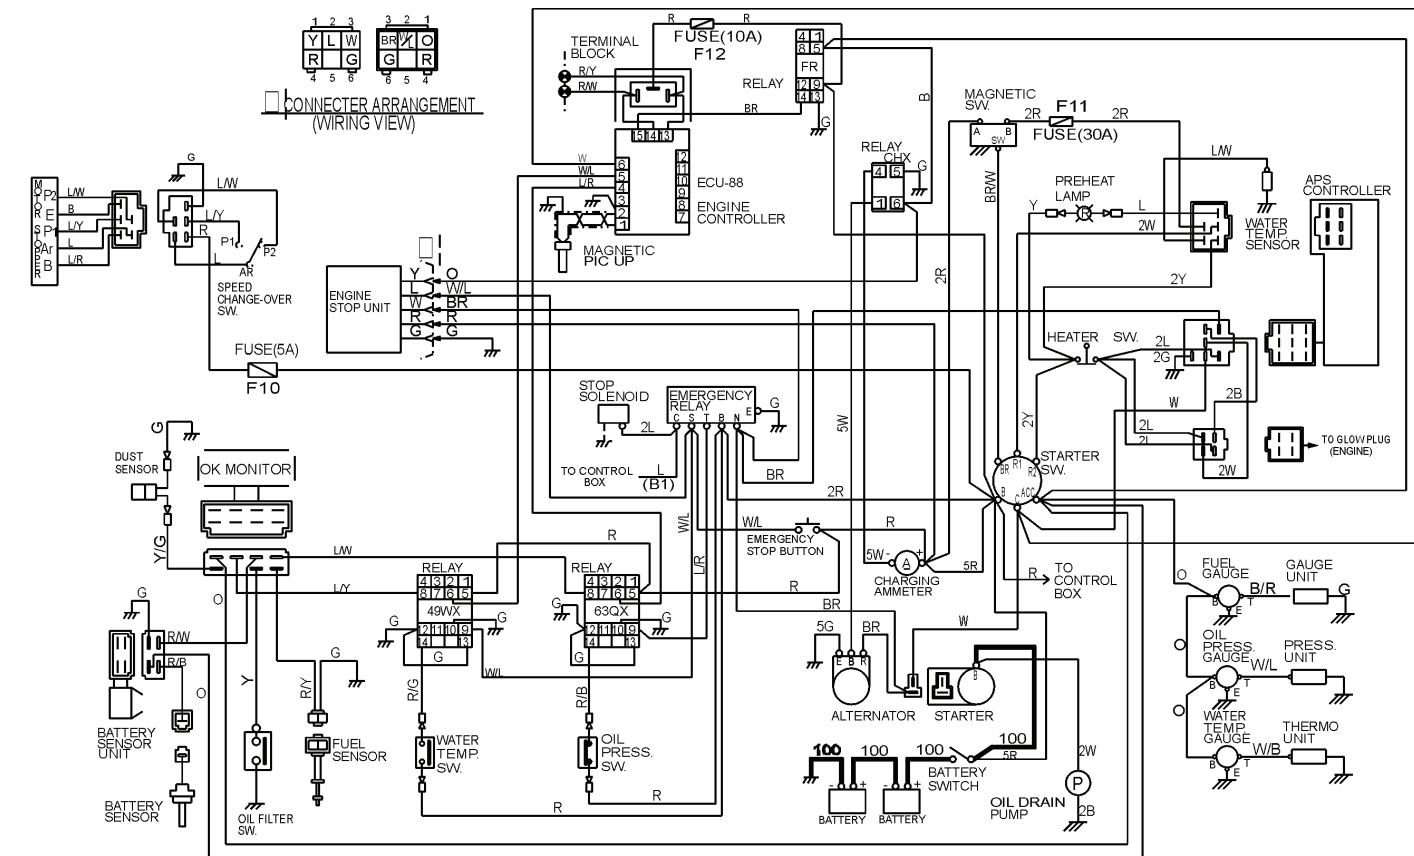 1 2 3
Y L W
R G
4 5 6
3 2 1
BR W/L O
G R
6 5 4
CONNECTER ARRANGEMENT
(WIRING VIEW)
TERMINAL
BLOCK
R/Y
R/W
R R
FUSE(10A)
F12
4 1
8 5
FR
12 9
14 13
RELAY
BR
G
B
15 14 13
6
5
4
3
2
1
12
11
10
9
8
7
ECU-88
ENGINE
CONTROLLER
W
W/L
L/R
MAGNETIC
PIC UP
RELAY
CHX
4 5
1 6
G
MAGNETIC
SW.
A B
SW
2R
F11
2R
FUSE(30A)
BR/W
PREHEAT
LAMP
Y
R
L
2W
L/W
WATER
TEMP.
SENSOR
APS
CONTROLLER
2Y
2R
MOTOR STOPPER
P2
E
P1
Ar
B
L/W
B
L/Y
L
L/R
G
L/W
L/Y
R
L
P1
P2
AR
SPEED
CHANGE-OVER
SW.
FUSE(5A)
F10
ENGINE
STOP UNIT
Y O
L W/L
W BR
R R
G G
HEATER SW.
2L
2G
2B
W
2L
2L
2W
2Y
TO GLOW PLUG
(ENGINE)
STOP
SOLENOID
2L
EMERGENCY
RELAY
C S T B N
E
G
TO CONTROL
BOX
L
(B1)
BR
2R
5W
STARTER
SW.
BR R1 R2
B C ACC
G
DUST
SENSOR
Y/G
OK MONITOR
L/W
L/Y
O
W/L
L/R
W/L
R
EMERGENCY
STOP BUTTON
R
R
5W - +
A
CHARGING
AMMETER
5R
R
TO
CONTROL
BOX
RELAY
4 3 2 1
8 7 6 5
49WX
12 11 10 9
14 13
G
G
G
W/L
RELAY
4 3 2 1
8 7 6 5
63QX
12 11 10 9
14 13
G
G
G
BR
W
5G
BR
E B R
ALTERNATOR
B
STARTER
FUEL
GAUGE
GAUGE
UNIT
O
B E T
B/R
G
OIL
PRESS.
GAUGE
PRESS.
UNIT
O
B E T
W/L
WATER
TEMP
GAUGE
THERMO
UNIT
O
B E T
W/B
G
R/W
R/B
O
BATTERY
SENSOR
UNIT
BATTERY
SENSOR
Y
OIL FILTER
SW.
R/Y
G
FUEL
SENSOR
R/G
WATER
TEMP.
SW.
R/B
OIL
PRESS.
SW.
R
R
100 100 100 100
5R
- + - +
BATTERY BATTERY
BATTERY
SWITCH
2W
P
2B
OIL DRAIN
PUMP